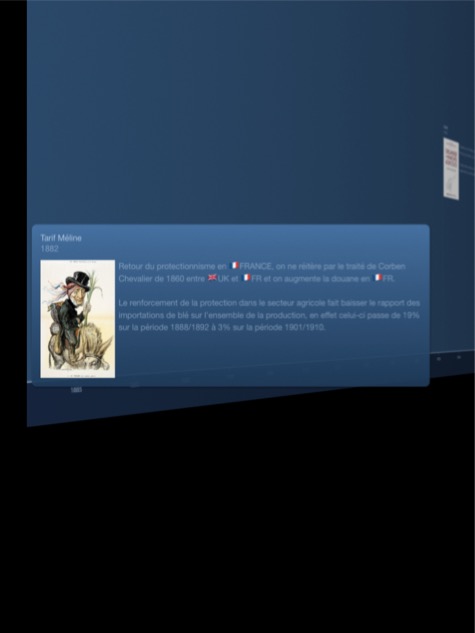 Tarif Méline
1882
Retour du protectionnisme en 🇫🇷FRANCE, on ne réitère par le traité de Corben
Chevalier de 1860 entre 🇬🇧UK et 🇫🇷FR et on augmente la douane en 🇫🇷FR.
Le renforcement de la protection dans le secteur agricole fait baisser le rapport des
importations de blé sur l'ensemble de la production, en effet celui-ci passe de 19%
sur la période 1888/1892 à 3% sur la période 1901/1910.